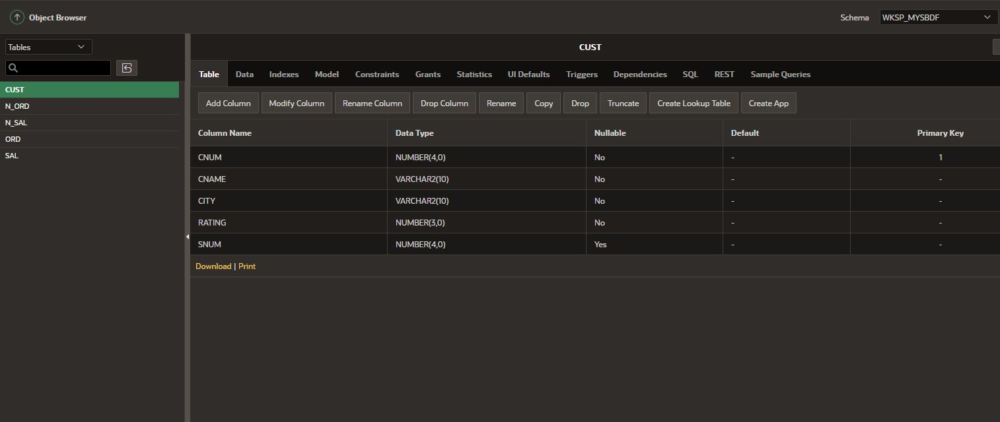 Object Browser
Schema WKSP_MYSBDF
Tables
CUST
N_ORD
N_SAL
ORD
SAL
CUST
Table Data Indexes Model Constraints Grants Statistics UI Defaults Triggers Dependencies SQL REST Sample Queries
Add Column Modify Column Rename Column Drop Column Rename Copy Drop Truncate Create Lookup Table Create App
Column Name Data Type Nullable Default Primary Key
CNUM NUMBER(4,0) No - 1
CNAME VARCHAR2(10) No - -
CITY VARCHAR2(10) No - -
RATING NUMBER(3,0) No - -
SNUM NUMBER(4,0) Yes - -
Download | Print